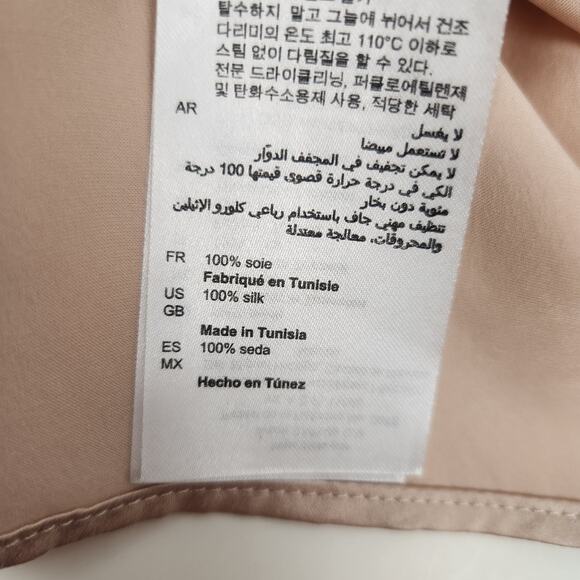 탈수하지 말고 그늘에 뉘어서 건조
다리미의 온도 최고 110°C 이하로
스팀 없이 다림질을 할 수 있다.
전문 드라이클리닝, 퍼클로에틸렌제
및 탄화수소용제 사용, 적당한 세탁
AR
لا يغسل
لا تستعمل مبيضا
لا يمكن تجفيف في المجفف الدوّار
الكي في درجة حرارة قصوى قيمتها 100 درجة
مئوية دون بخار
تنظيف مهني جاف باستخدام رباعي كلورو الإثيلين
والمحروقات، معالجة معتدلة
FR 100% soie
Fabriqué en Tunisie
US 100% silk
GB
Made in Tunisia
ES 100% seda
MX
Hecho en Túnez